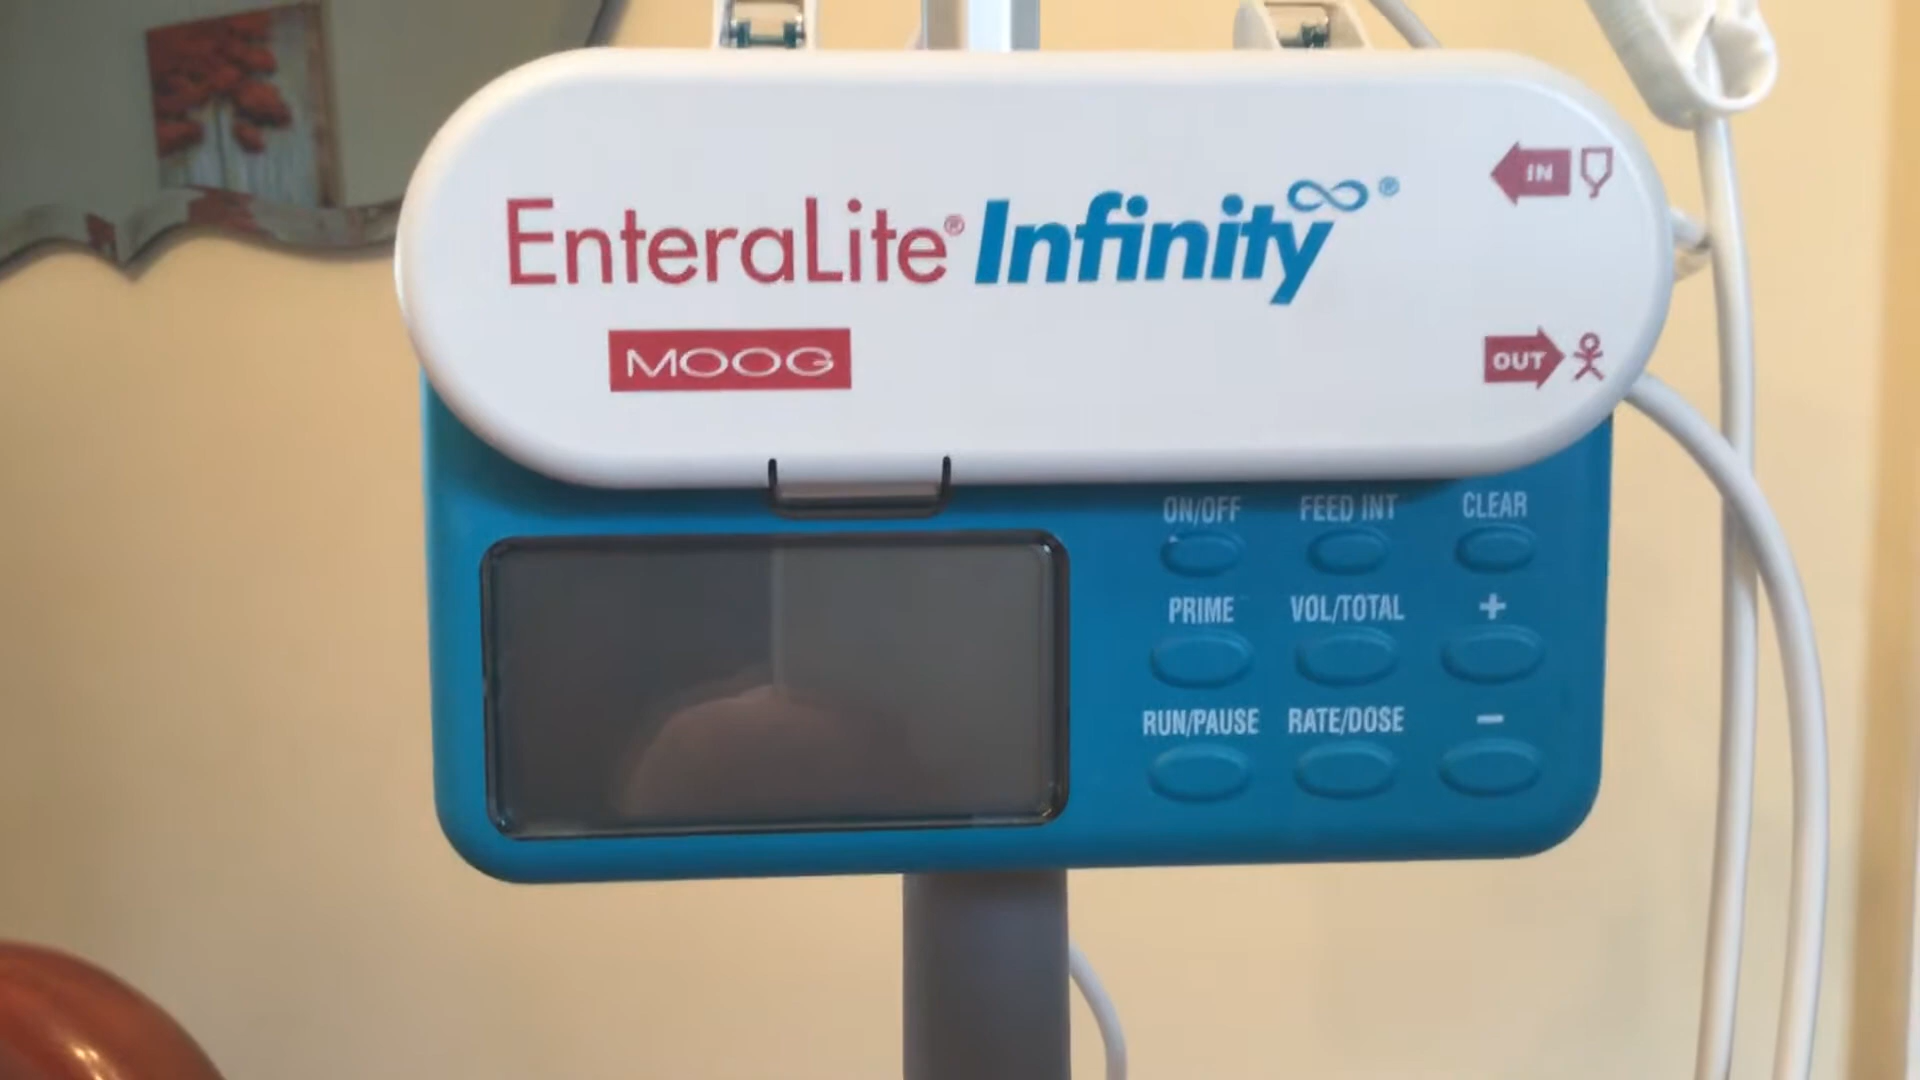 EnteraLite® Infinity®
IN
MOOG
OUT
ON/OFF FEED INT CLEAR
PRIME VOL/TOTAL +
RUN/PAUSE RATE/DOSE −